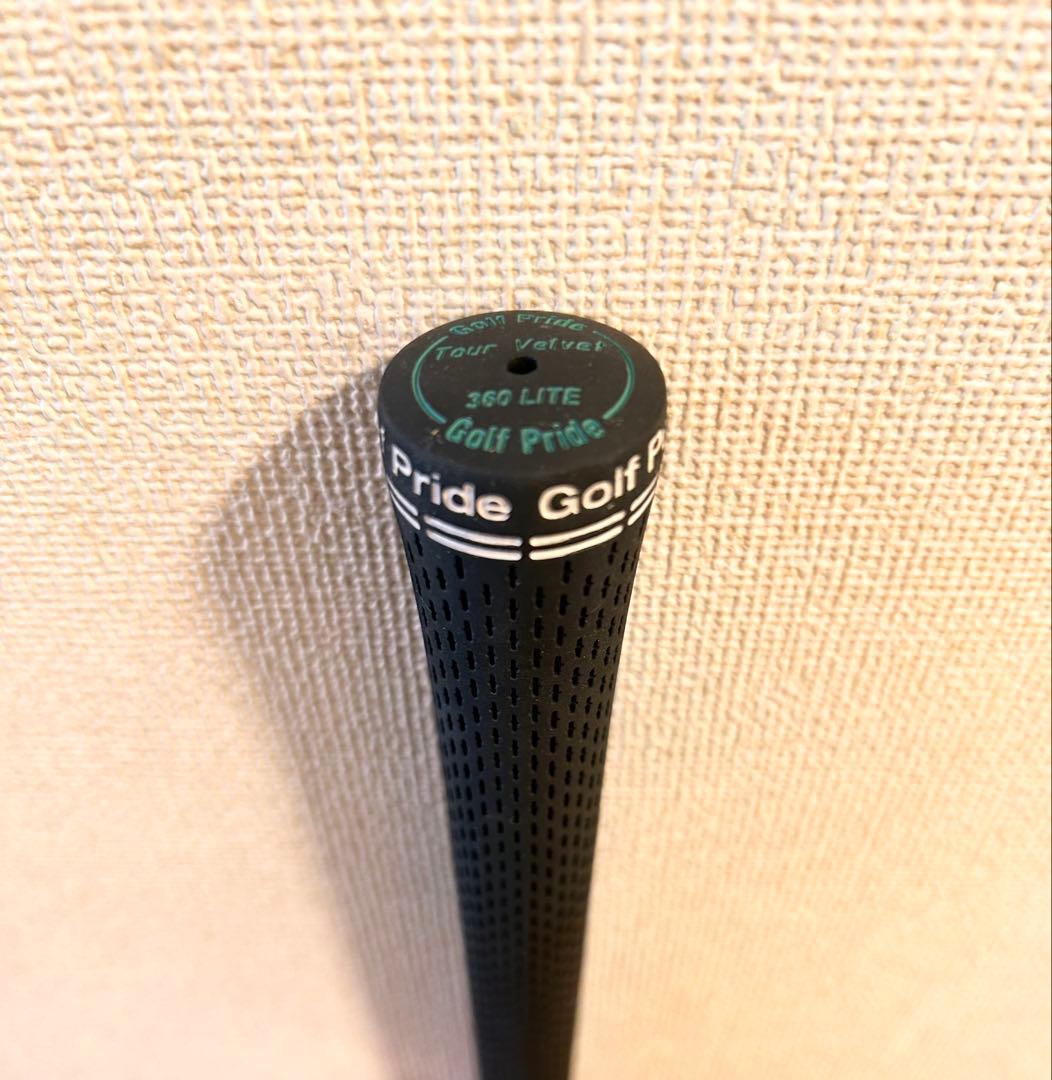 Golf Pride
Tour Velvet
360 LITE
Golf Pride
Pride Golf P